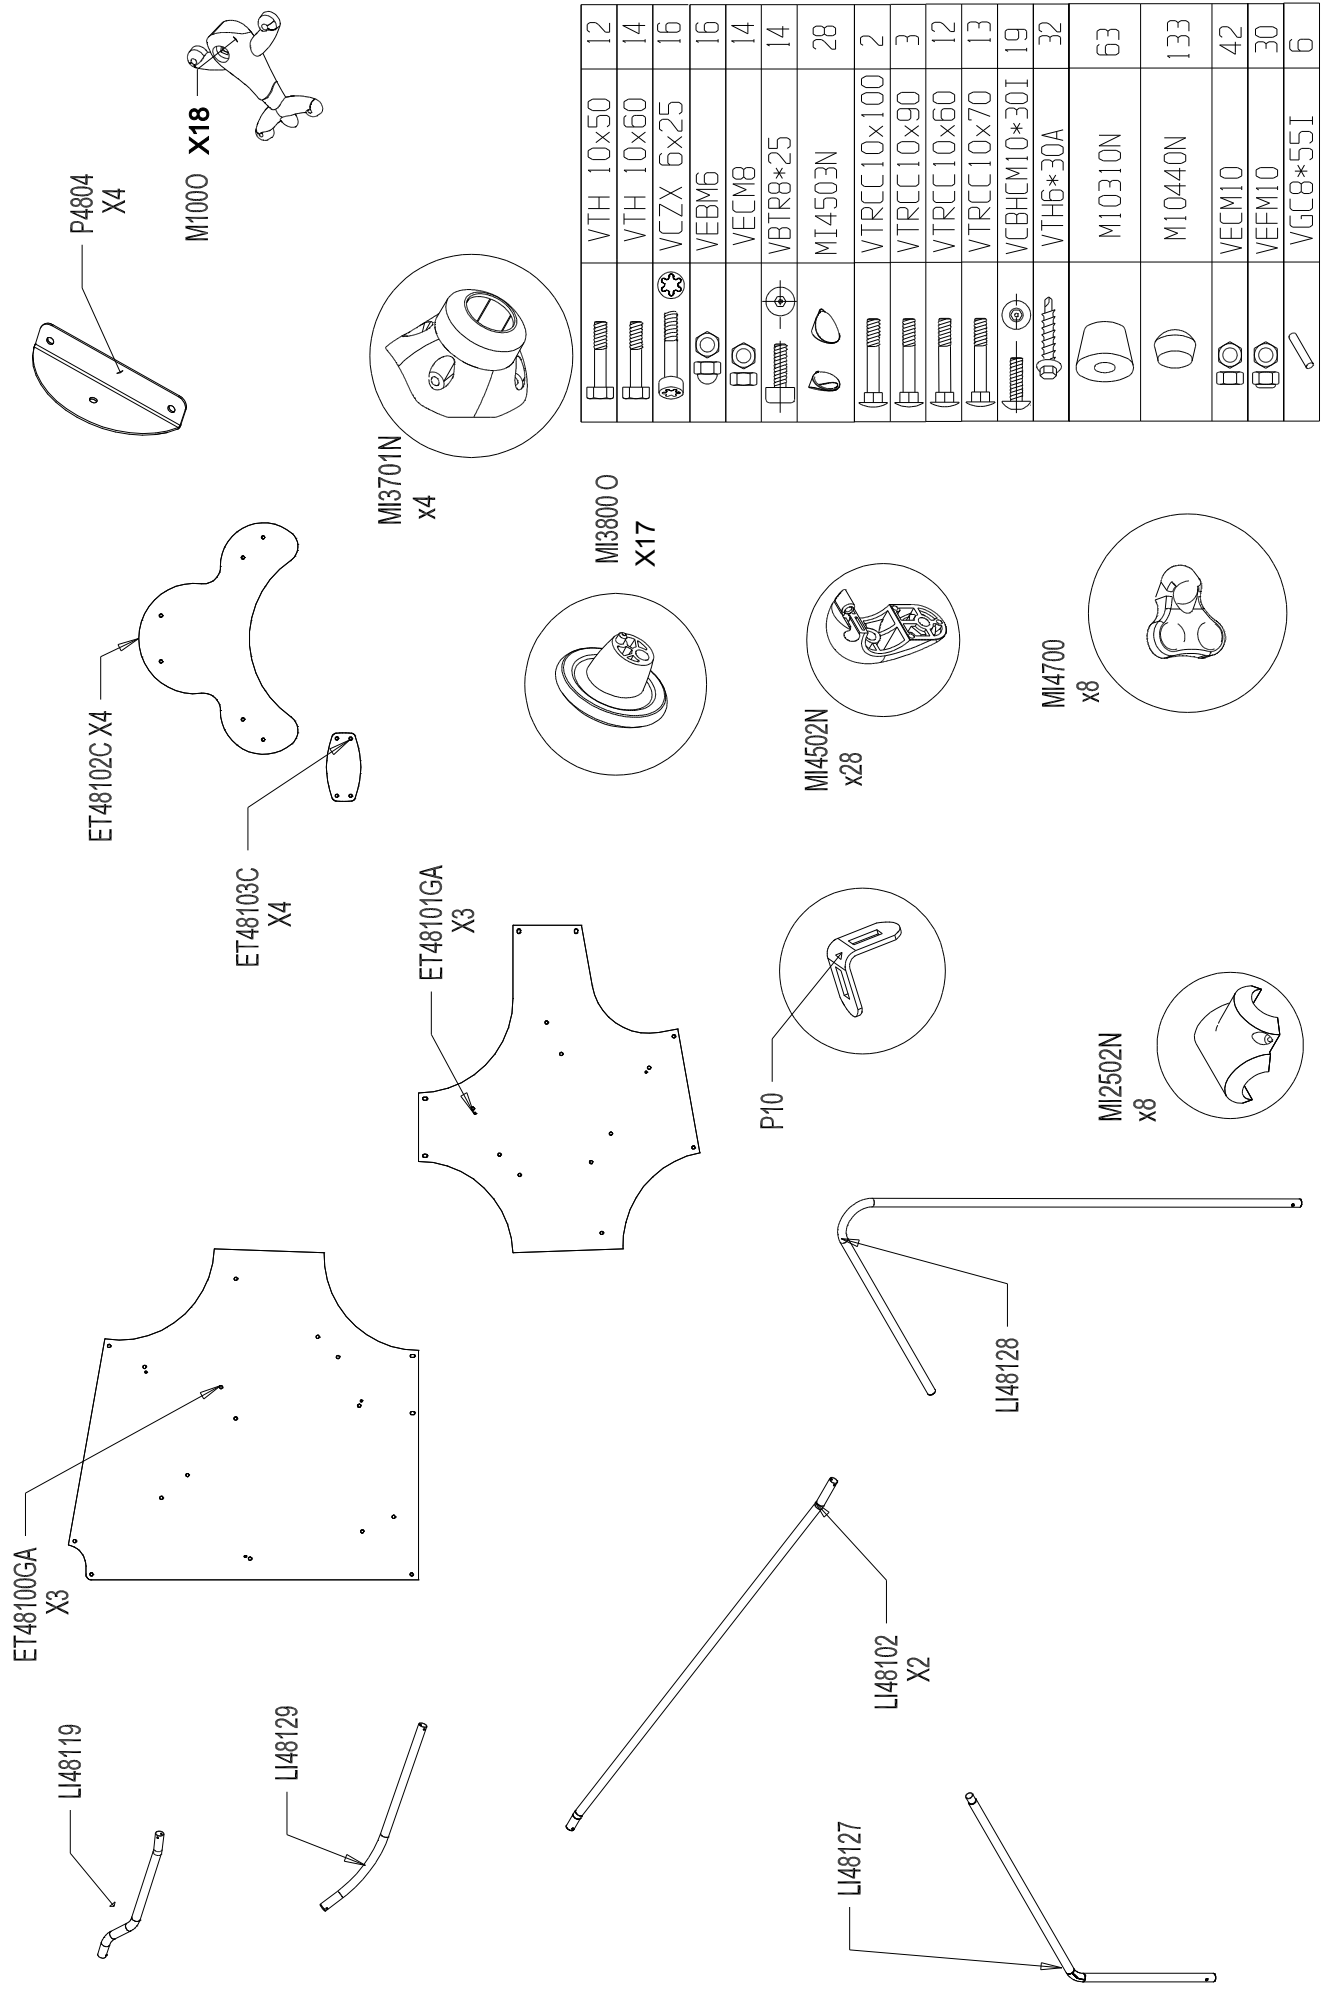 LI48119
LI48129
LI48102
X2
LI48127
ET48100GA
X3
LI48128
ET48101GA
X3
P10
MI2502N
x8
ET48102C X4
ET48103C
X4
MI3800 O
X17
MI4502N
x28
MI4700
x8
P4804
X4
M100O X18
MI3701N
x4
VTH 10x50 12
VTH 10x60 14
VCZX 6x25 16
VEBM6 16
VECM8 14
VBTR8*25 14
MI4503N 28
VTRCC10x100 2
VTRCC10x90 3
VTRCC10x60 12
VTRCC10x70 13
VCBHCM10*30I 19
VTH6*30A 32
MI0310N 63
MI0440N 133
VECM10 42
VEFM10 30
VGC8*55I 6